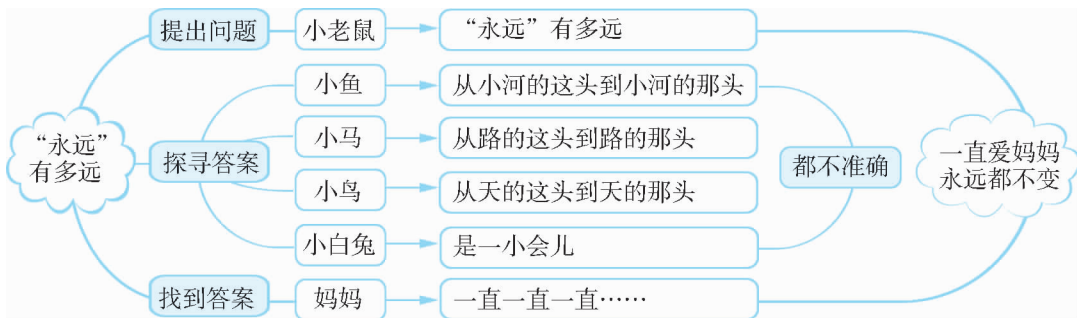 提出问题 小老鼠 “永远”有多远
小鱼 从小河的这头到小河的那头
“永远”
有多远
探寻答案
小马 从路的这头到路的那头
小鸟 从天的这头到天的那头
小白兔 是一小会儿
都不准确
一直爱妈妈
永远都不变
找到答案 妈妈 一直一直一直……